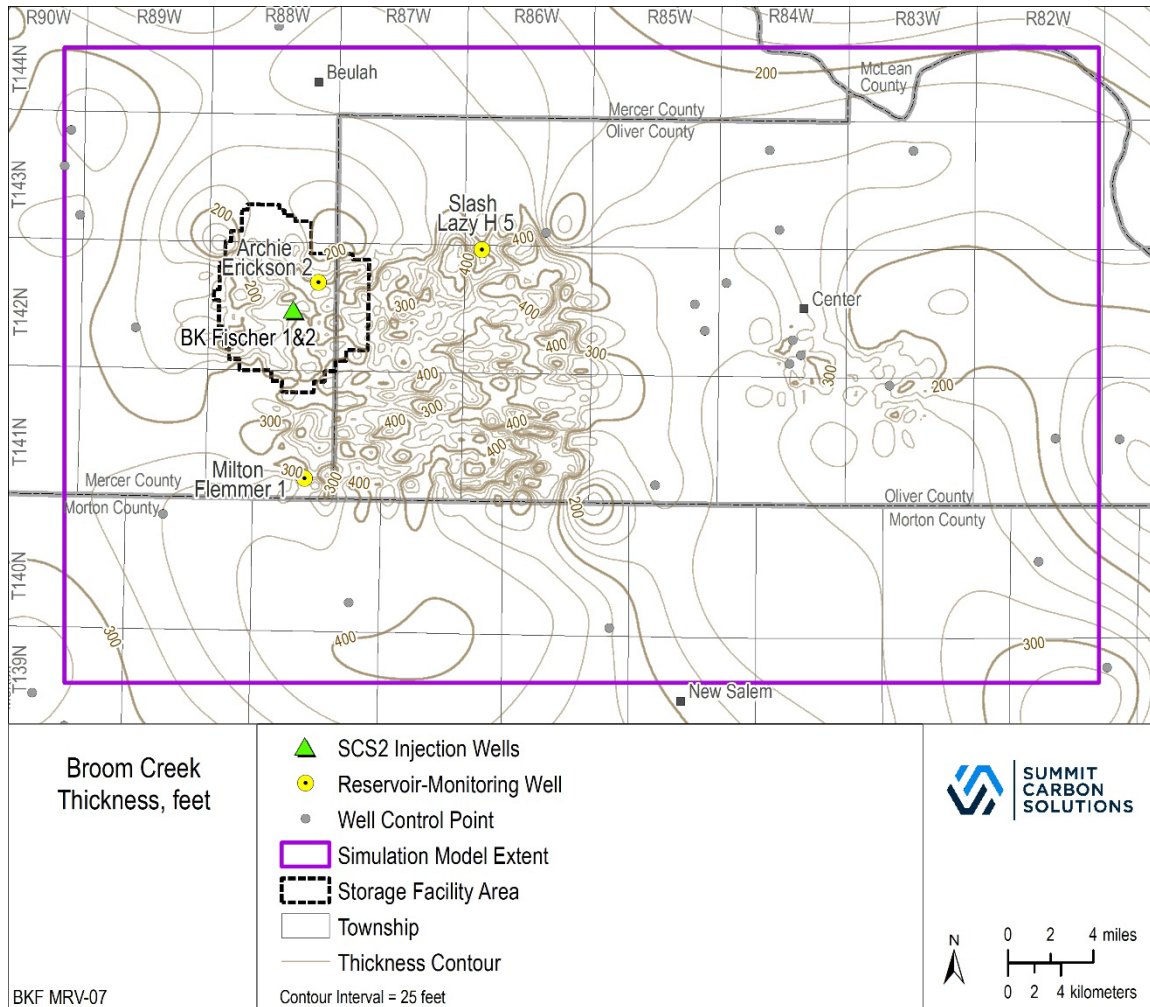 R90W R89W R88W R87W R86W R85W R84W R83W R82W
T144N
Beulah
200
McLean
County
Mercer County
Oliver County
T143N
Slash
Lazy H 5
200
400
Archie
Erickson 2
200
400
T142N
200
300
400
Center
BK Fischer 1&2
400
300
300
400
200
T141N
300
400
300
400
400
Milton
Flemmer 1
300
300
400
Mercer County
Morton County
200
Oliver County
Morton County
T140N
300
400
300
T139N
New Salem
Broom Creek
Thickness, feet
SCS2 Injection Wells
Reservoir-Monitoring Well
Well Control Point
Simulation Model Extent
Storage Facility Area
Township
Thickness Contour
Contour Interval = 25 feet
BKF MRV-07
SUMMIT
CARBON
SOLUTIONS
N
0 2 4 miles
0 2 4 kilometers